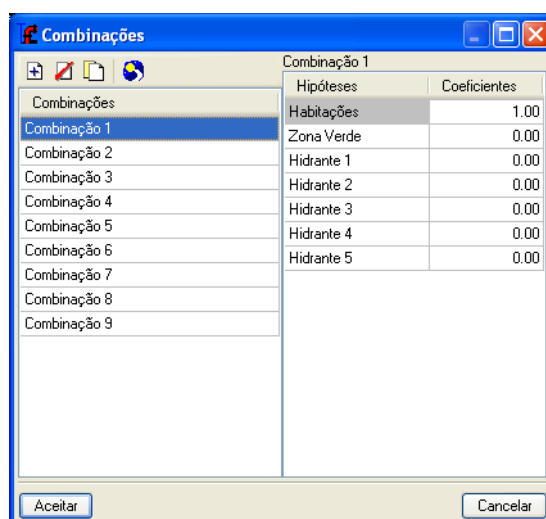 Combinações
Combinação 1
Combinações
Hipóteses Coeficientes
Combinação 1
Habitações 1.00
Combinação 2
Zona Verde 0.00
Combinação 3
Hidrante 1 0.00
Combinação 4
Hidrante 2 0.00
Combinação 5
Hidrante 3 0.00
Combinação 6
Hidrante 4 0.00
Combinação 7
Hidrante 5 0.00
Combinação 8
Combinação 9
Aceitar Cancelar